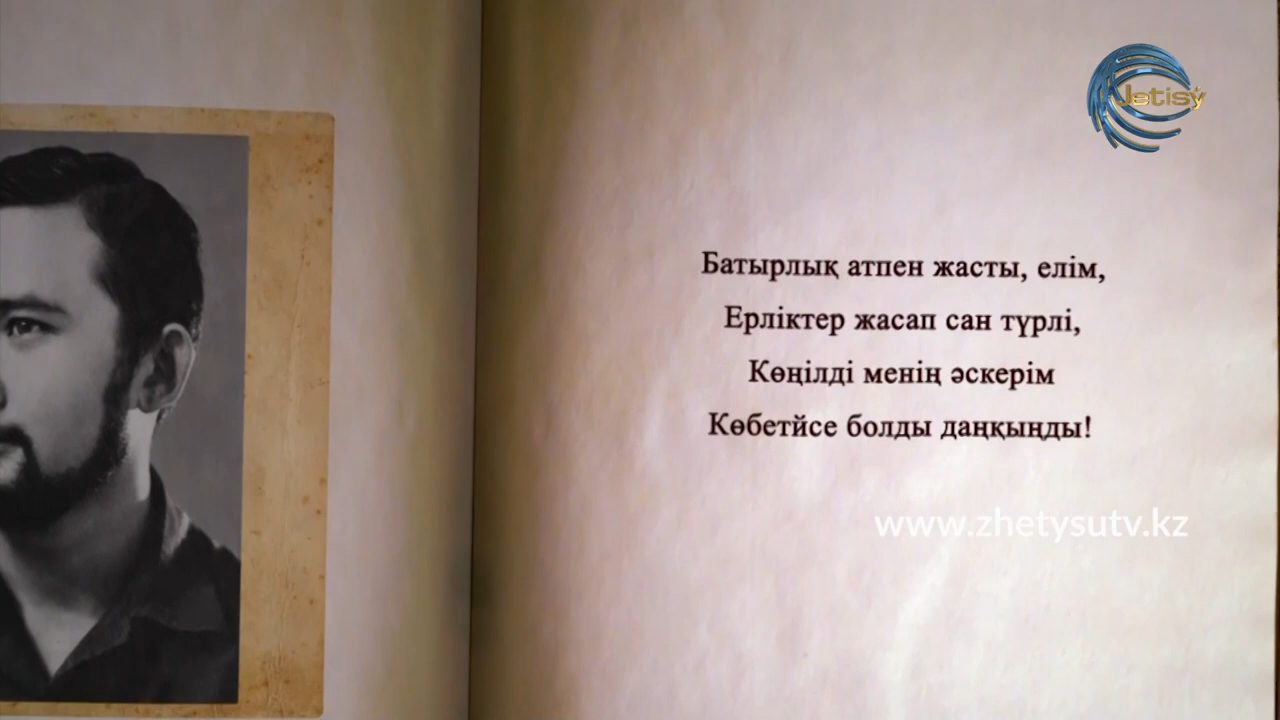 Jetisý
Батырлық атпен жасты, елім,
Ерліктер жасап сан түрлі,
Көңілді менің әскерім
Көбетйсе болды даңқыңды!
www.zhetysutv.kz